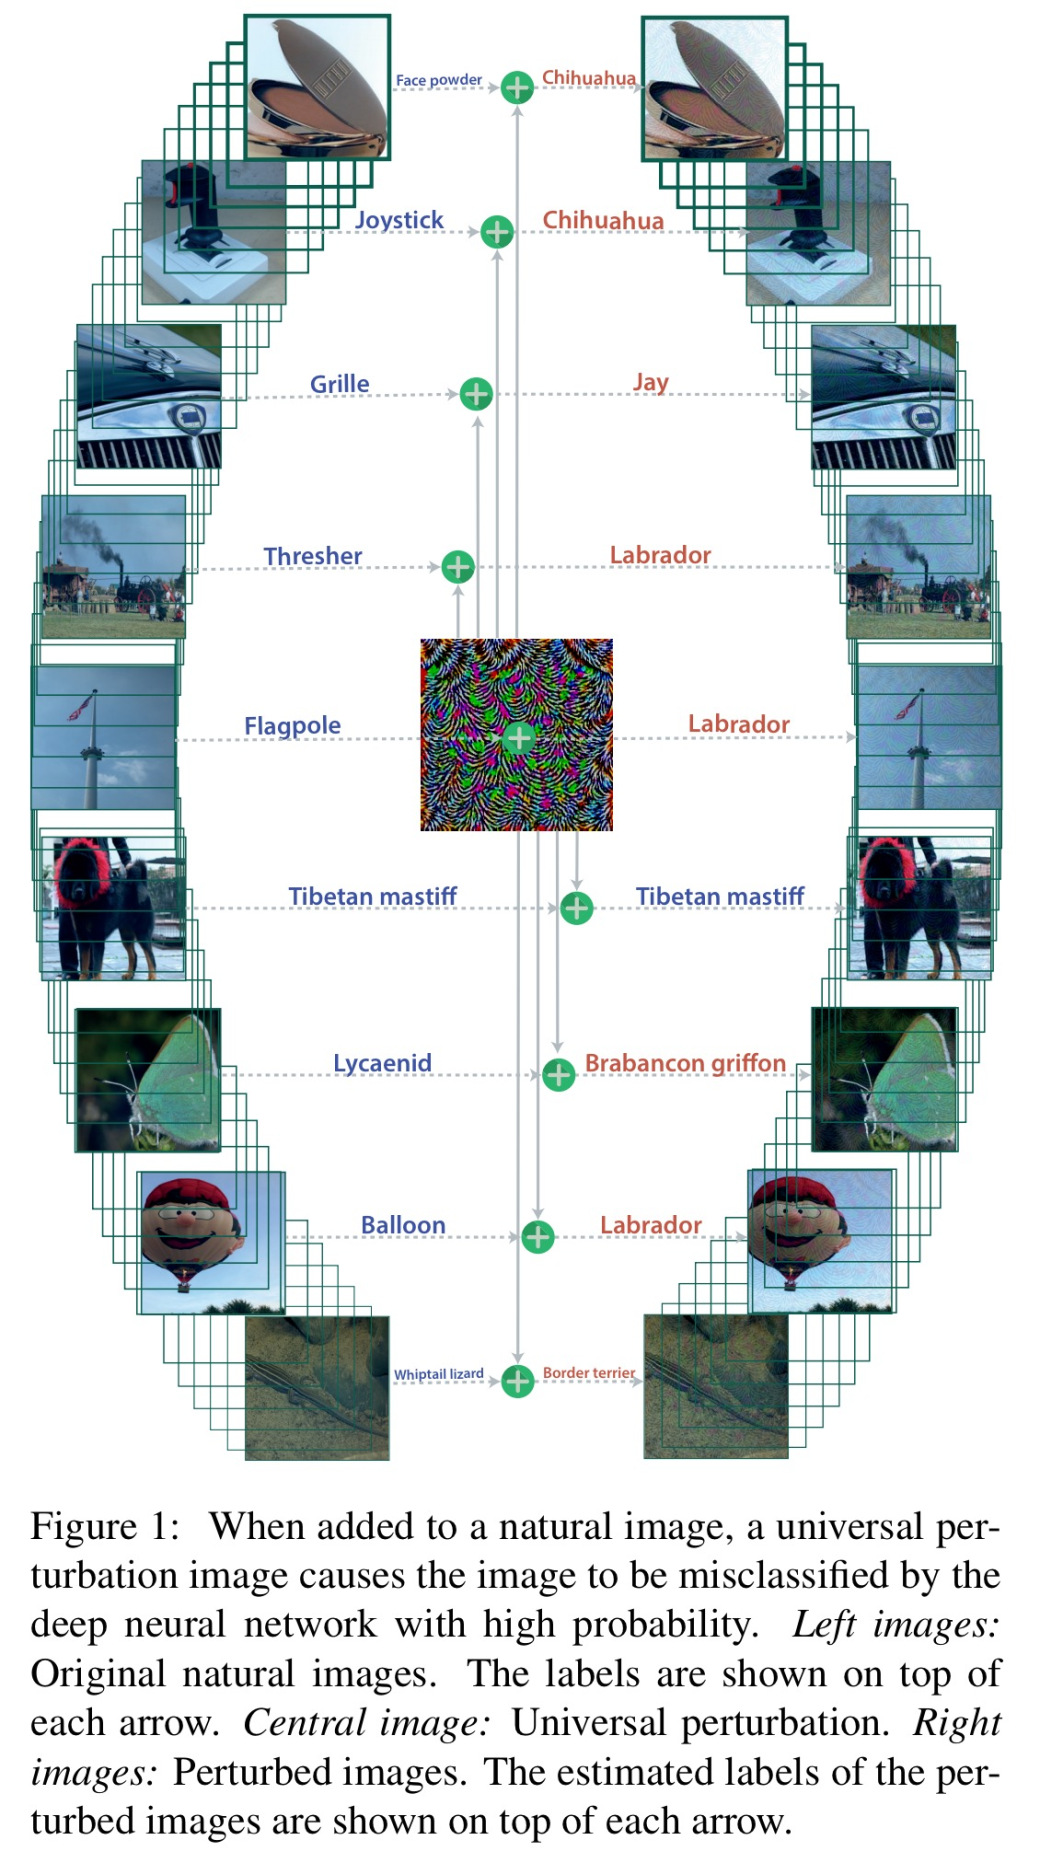 Face powder Chihuahua
Joystick Chihuahua
Grille Jay
Thresher Labrador
Flagpole Labrador
Tibetan mastiff Tibetan mastiff
Lycaenid Brabancon griffon
Balloon Labrador
Whiptail lizard Border terrier
Figure 1: When added to a natural image, a universal per-
turbation image causes the image to be misclassified by the
deep neural network with high probability. Left images:
Original natural images. The labels are shown on top of
each arrow. Central image: Universal perturbation. Right
images: Perturbed images. The estimated labels of the per-
turbed images are shown on top of each arrow.